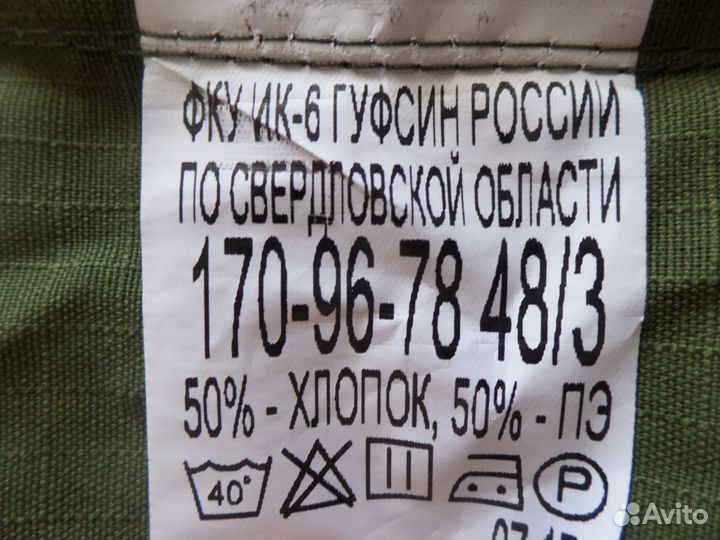 ФКУ ИК-6 ГУФСИН РОССИИ
ПО СВЕРДЛОВСКОЙ ОБЛАСТИ
170-96-78 48/3
50% - ХЛОПОК, 50% - ПЭ
40° P
Avito